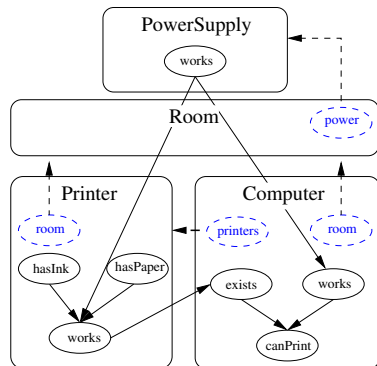 PowerSupply
works
Room
power
Printer
Computer
room
printers
room
hasInk
hasPaper
exists
works
works
canPrint